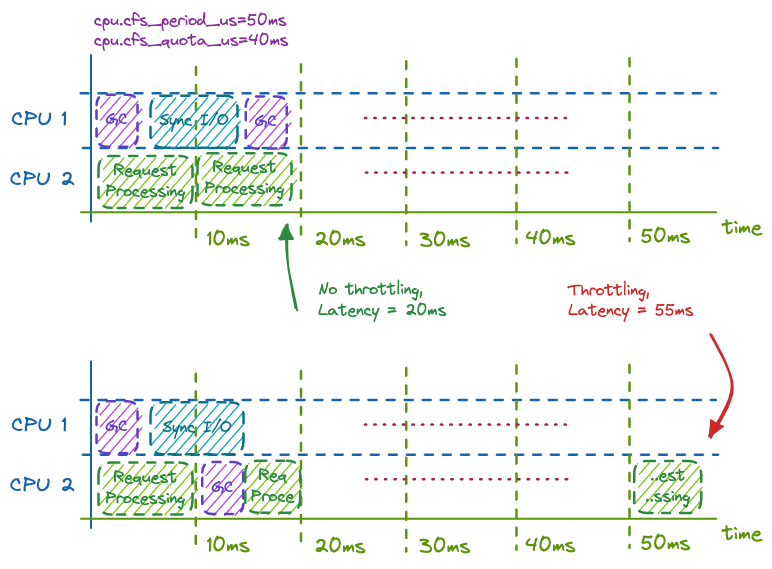 cpu.cfs_period_us=50ms
cpu.cfs_quota_us=40ms
CPU 1
GC
Sync I/O
GC
CPU 2
Request
Processing
Request
Processing
10ms
20ms
30ms
40ms
50ms
time
No throttling,
Latency = 20ms
Throttling,
Latency = 55ms
CPU 1
GC
Sync I/O
CPU 2
Request
Processing
GC
Req
Proce
..est
..ssing
10ms
20ms
30ms
40ms
50ms
time